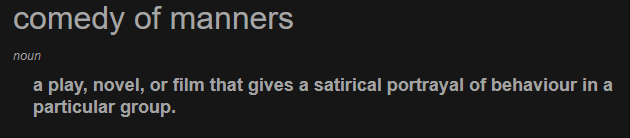 comedy of manners
noun
a play, novel, or film that gives a satirical portrayal of behaviour in a
particular group.